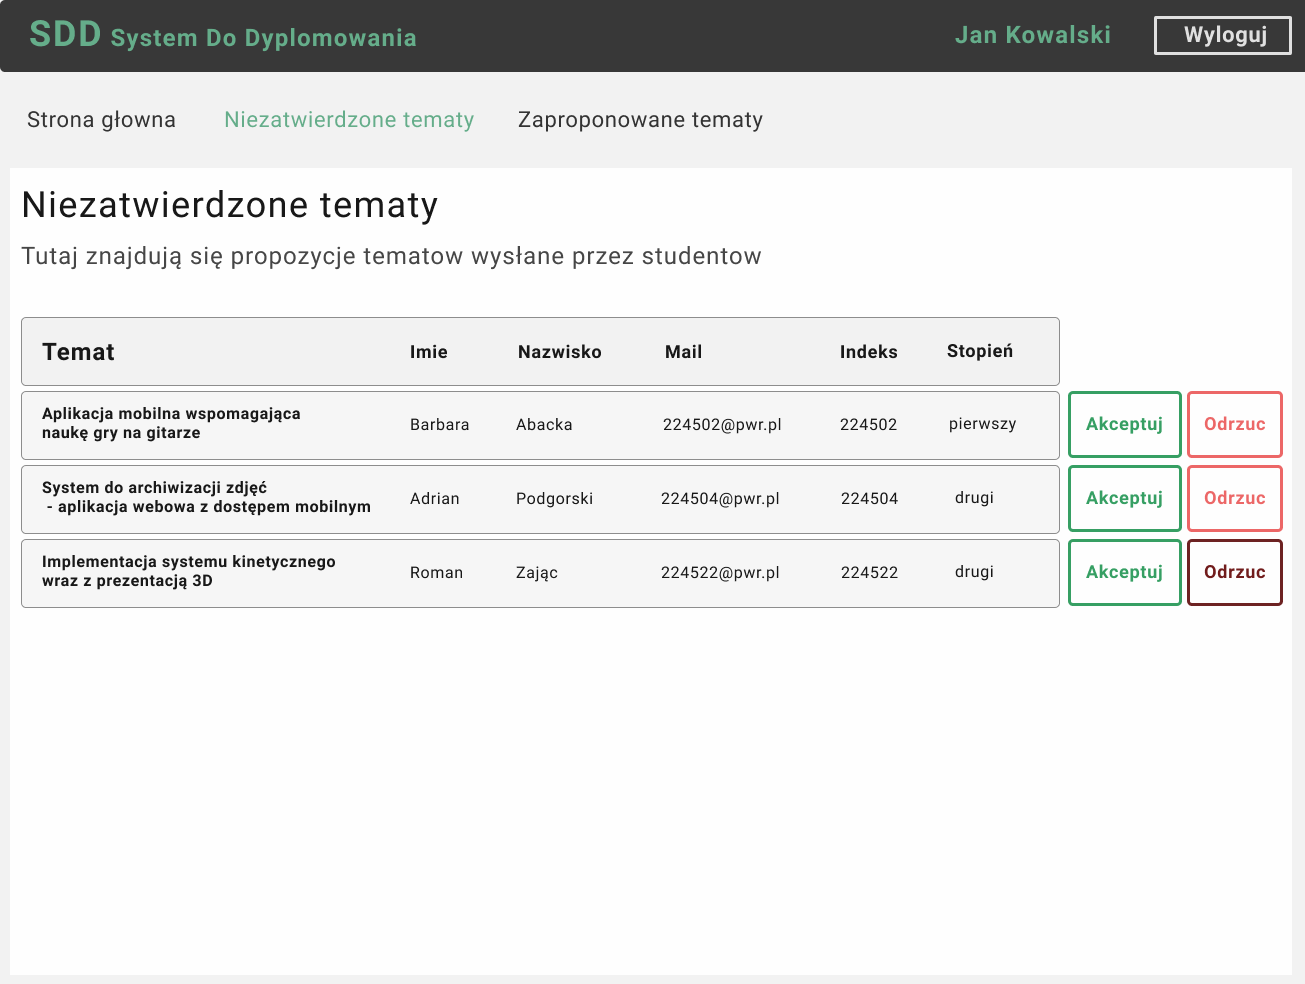 SDD System Do Dyplomowania Jan Kowalski Wyloguj
Strona głowna Niezatwierdzone tematy Zaproponowane tematy
Niezatwierdzone tematy
Tutaj znajdują się propozycje tematow wysłane przez studentow
Temat Imie Nazwisko Mail Indeks Stopień
Aplikacja mobilna wspomagająca
naukę gry na gitarze Barbara Abacka 224502@pwr.pl 224502 pierwszy Akceptuj Odrzuc
System do archiwizacji zdjęć
- aplikacja webowa z dostępem mobilnym Adrian Podgorski 224504@pwr.pl 224504 drugi Akceptuj Odrzuc
Implementacja systemu kinetycznego
wraz z prezentacją 3D Roman Zając 224522@pwr.pl 224522 drugi Akceptuj Odrzuc